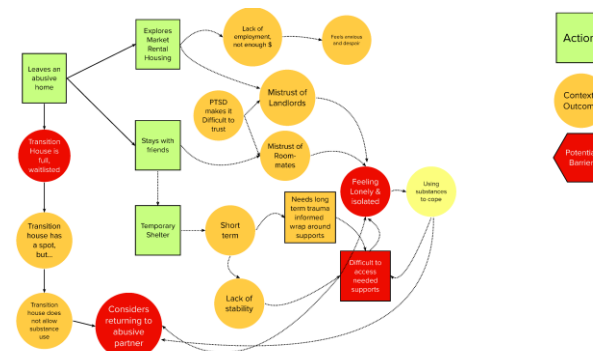 Leaves an
abusive
home
Explores
Market
Rental
Housing
Lack of
employment,
not enough $
Feels anxious
and despair
Transition
House is
full,
waitlisted
PTSD
makes it
Difficult to
trust
Mistrust of
Landlords
Stays with
friends
Mistrust of
Room-
mates
Feeling
Lonely &
isolated
Using
substances
to cope
Transition
house has
a spot,
but...
Temporary
Shelter
Short
term
Needs long
term trauma
informed
wrap around
supports
Difficult to
access
needed
supports
Lack of
stability
Transition
house does
not allow
substance
use
Considers
returning to
abusive
partner
Action
Context
Outcom
Potentia
Barrie